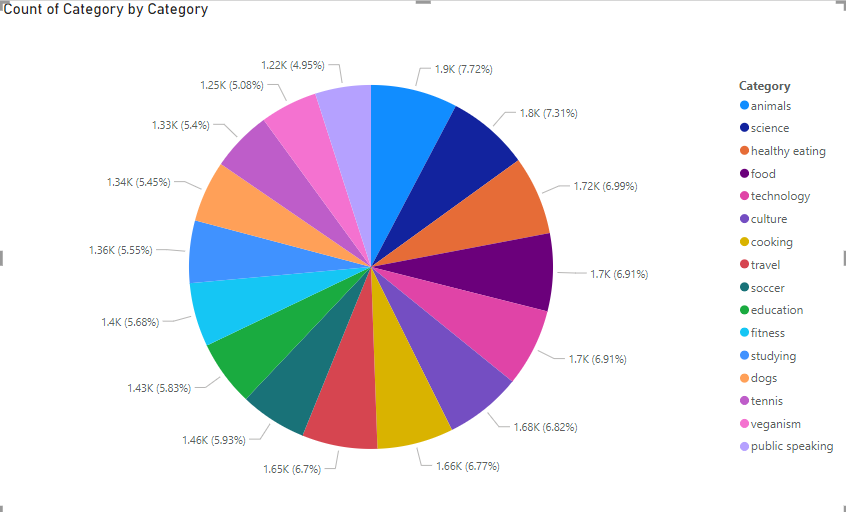 Count of Category by Category
1.9K (7.72%)
1.8K (7.31%)
1.72K (6.99%)
1.7K (6.91%)
1.7K (6.91%)
1.68K (6.82%)
1.66K (6.77%)
1.65K (6.7%)
1.46K (5.93%)
1.43K (5.83%)
1.4K (5.68%)
1.36K (5.55%)
1.34K (5.45%)
1.33K (5.4%)
1.25K (5.08%)
1.22K (4.95%)
Category
animals
science
healthy eating
food
technology
culture
cooking
travel
soccer
education
fitness
studying
dogs
tennis
veganism
public speaking